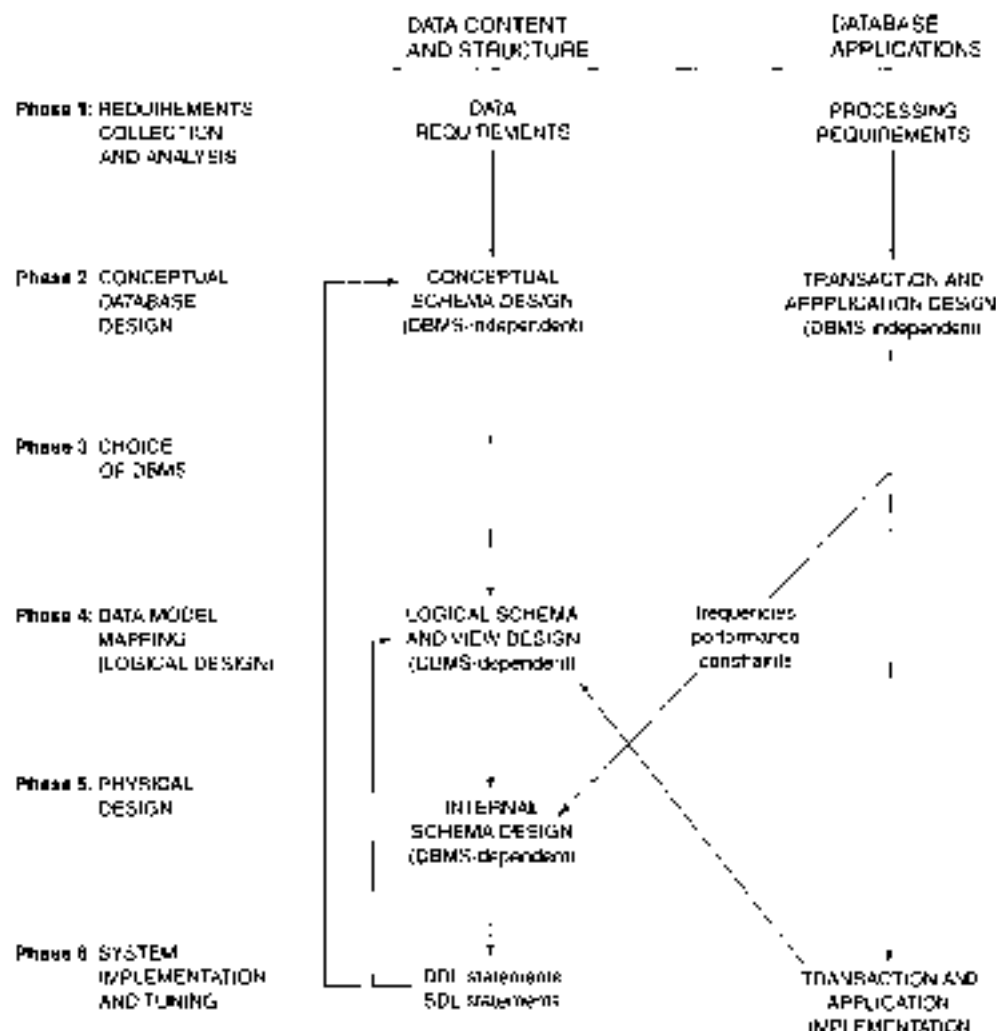 DATA CONTENT
AND STRUCTURE
DATABASE
APPLICATIONS
Phase 1: REQUIREMENTS
COLLECTION
AND ANALYSIS
DATA
REQUIREMENTS
PROCESSING
REQUIREMENTS
Phase 2 CONCEPTUAL
DATABASE
DESIGN
CONCEPTUAL
SCHEMA DESIGN
(DBMS-independent)
TRANSACTION AND
APPPLICATION DESIGN
(DBMS independent)
Phase 3 CHOICE
OF DBMS
Phase 4: DATA MODEL
MAPPING
(LOGICAL DESIGN)
LOGICAL SCHEMA
AND VIEW DESIGN
(DBMS-dependent)
frequencies
performance
constraints
Phase 5. PHYSICAL
DESIGN
INTERNAL
SCHEMA DESIGN
(DBMS-dependent)
Phase 6 SYSTEM
IMPLEMENTATION
AND TUNING
DDL statements
SDL statements
TRANSACTION AND
APPLICATION
IMPLEMENTATION